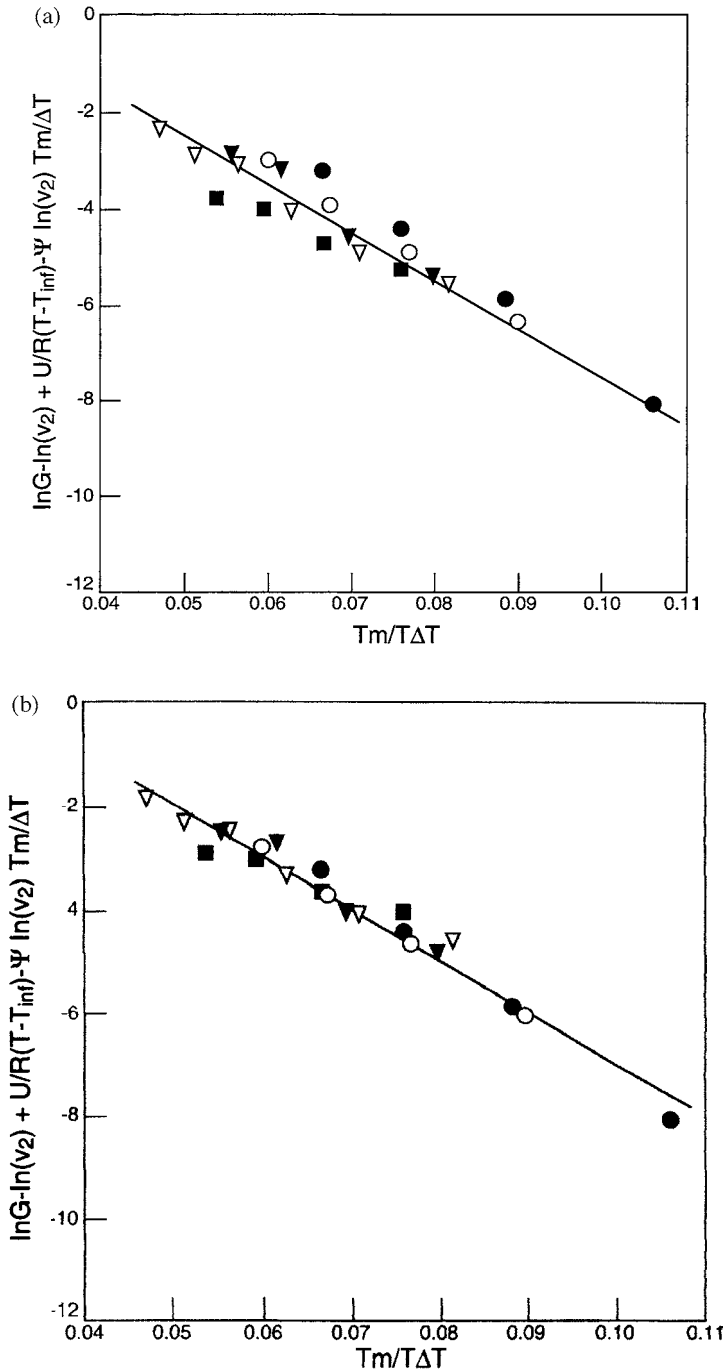 (a)
0
-2
-4
-6
-8
-10
-12
0.04 0.05 0.06 0.07 0.08 0.09 0.10 0.11
Tm/TΔT
lnG-ln(v₂) + U/R(T-Tinf)-Ψ ln(v₂) Tm/ΔT
(b)
0
-2
4
-6
-8
-10
-12
0.04 0.05 0.06 0.07 0.08 0.09 0.10 0.11
Tm/TΔT
lnG-ln(v₂) + U/R(T-Tinf)-Ψ ln(v₂) Tm/ΔT